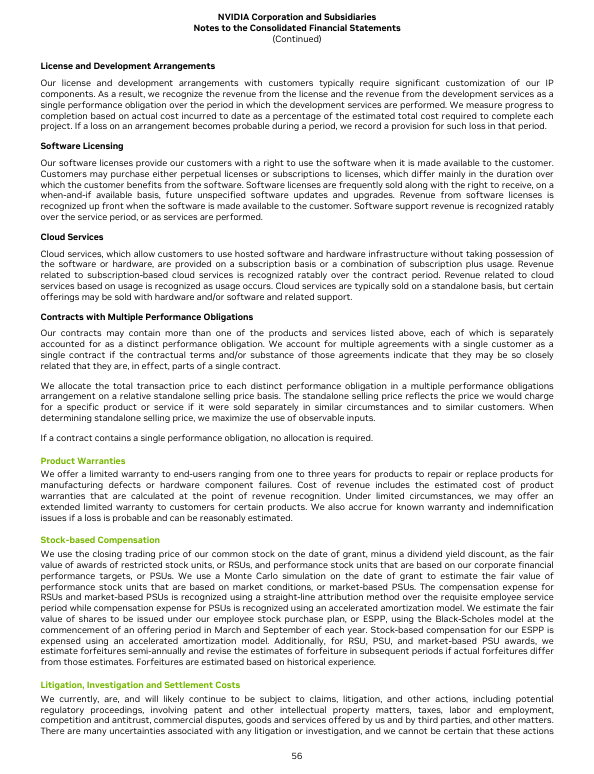 NVIDIA Corporation and Subsidiaries
Notes to the Consolidated Financial Statements
(Continued)
License and Development Arrangements
Our license and development arrangements with customers typically require significant customization of our IP
components. As a result, we recognize the revenue from the license and the revenue from the development services as a
single performance obligation over the period in which the development services are performed. We measure progress to
completion based on actual cost incurred to date as a percentage of the estimated total cost required to complete each
project. If a loss on an arrangement becomes probable during a period, we record a provision for such loss in that period.
Software Licensing
Our software licenses provide our customers with a right to use the software when it is made available to the customer.
Customers may purchase either perpetual licenses or subscriptions to licenses, which differ mainly in the duration over
which the customer benefits from the software. Software licenses are frequently sold along with the right to receive, on a
when-and-if available basis, future unspecified software updates and upgrades. Revenue from software licenses is
recognized up front when the software is made available to the customer. Software support revenue is recognized ratably
over the service period, or as services are performed.
Cloud Services
Cloud services, which allow customers to use hosted software and hardware infrastructure without taking possession of
the software or hardware, are provided on a subscription basis or a combination of subscription plus usage. Revenue
related to subscription-based cloud services is recognized ratably over the contract period. Revenue related to cloud
services based on usage is recognized as usage occurs. Cloud services are typically sold on a standalone basis, but certain
offerings may be sold with hardware and/or software and related support.
Contracts with Multiple Performance Obligations
Our contracts may contain more than one of the products and services listed above, each of which is separately
accounted for as a distinct performance obligation. We account for multiple agreements with a single customer as a
single contract if the contractual terms and/or substance of those agreements indicate that they may be so closely
related that they are, in effect, parts of a single contract.
We allocate the total transaction price to each distinct performance obligation in a multiple performance obligations
arrangement on a relative standalone selling price basis. The standalone selling price reflects the price we would charge
for a specific product or service if it were sold separately in similar circumstances and to similar customers. When
determining standalone selling price, we maximize the use of observable inputs.
If a contract contains a single performance obligation, no allocation is required.
Product Warranties
We offer a limited warranty to end-users ranging from one to three years for products to repair or replace products for
manufacturing defects or hardware component failures. Cost of revenue includes the estimated cost of product
warranties that are calculated at the point of revenue recognition. Under limited circumstances, we may offer an
extended limited warranty to customers for certain products. We also accrue for known warranty and indemnification
issues if a loss is probable and can be reasonably estimated.
Stock-based Compensation
We use the closing trading price of our common stock on the date of grant, minus a dividend yield discount, as the fair
value of awards of restricted stock units, or RSUs, and performance stock units that are based on our corporate financial
performance targets, or PSUs. We use a Monte Carlo simulation on the date of grant to estimate the fair value of
performance stock units that are based on market conditions, or market-based PSUs. The compensation expense for
RSUs and market-based PSUs is recognized using a straight-line attribution method over the requisite employee service
period while compensation expense for PSUs is recognized using an accelerated amortization model. We estimate the fair
value of shares to be issued under our employee stock purchase plan, or ESPP, using the Black-Scholes model at the
commencement of an offering period in March and September of each year. Stock-based compensation for our ESPP is
expensed using an accelerated amortization model. Additionally, for RSU, PSU, and market-based PSU awards, we
estimate forfeitures semi-annually and revise the estimates of forfeiture in subsequent periods if actual forfeitures differ
from those estimates. Forfeitures are estimated based on historical experience.
Litigation, Investigation and Settlement Costs
We currently, are, and will likely continue to be subject to claims, litigation, and other actions, including potential
regulatory proceedings, involving patent and other intellectual property matters, taxes, labor and employment,
competition and antitrust, commercial disputes, goods and services offered by us and by third parties, and other matters.
There are many uncertainties associated with any litigation or investigation, and we cannot be certain that these actions
56